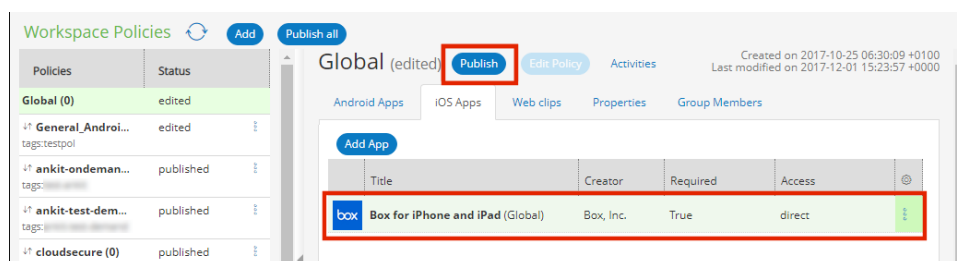 Workspace Policies
Add
Publish all
Policies
Status
Global (0)
edited
General_Androi...
edited
tags:testpol
ankit-ondeman...
published
tags:
ankit-test-dem...
published
tags:
cloudsecure (0)
published
Global (edited)
Publish
Edit Policy
Activities
Created on 2017-10-25 06:30:09 +0100
Last modified on 2017-12-01 15:23:57 +0000
Android Apps
iOS Apps
Web clips
Properties
Group Members
Add App
Title
Creator
Required
Access
box
Box for iPhone and iPad (Global)
Box, Inc.
True
direct